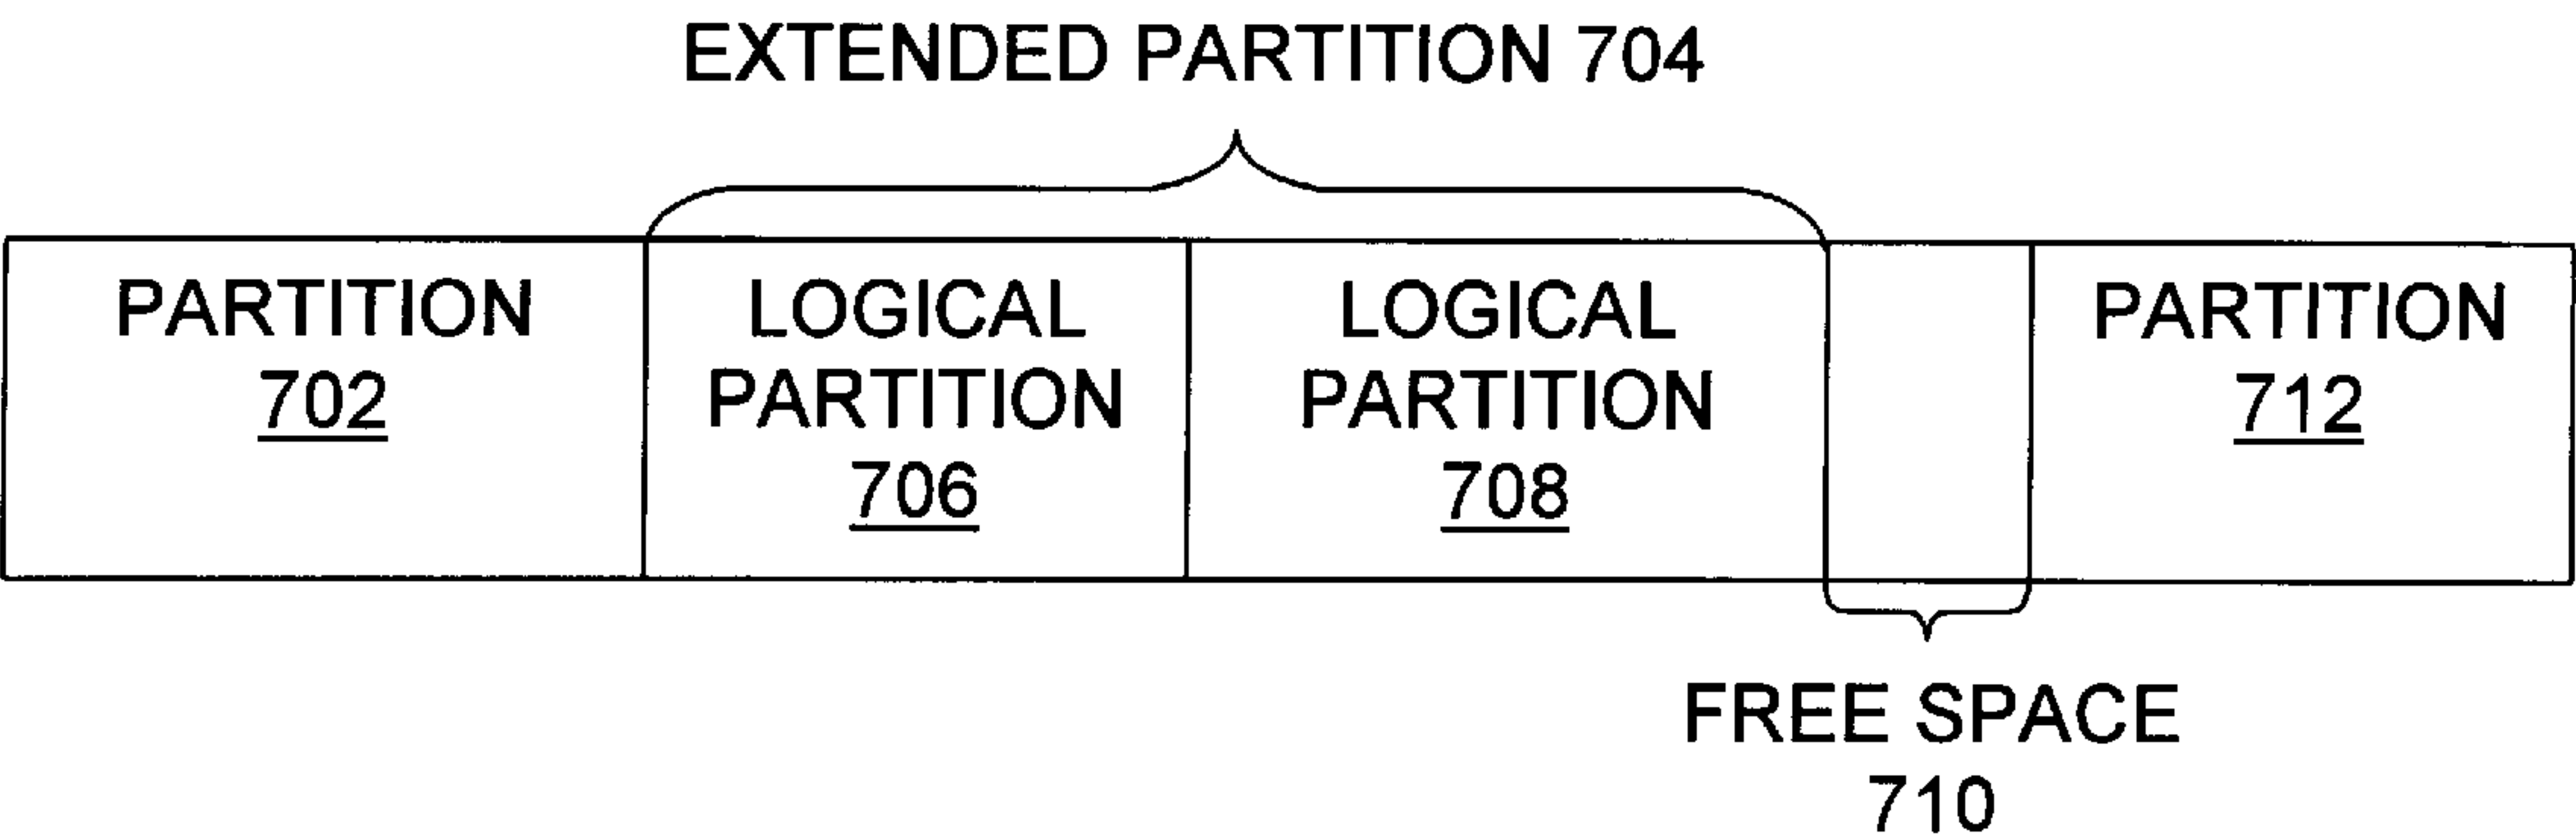 EXTENDED PARTITION 704
PARTITION
702
LOGICAL
PARTITION
706
LOGICAL
PARTITION
708
PARTITION
712
FREE SPACE
710